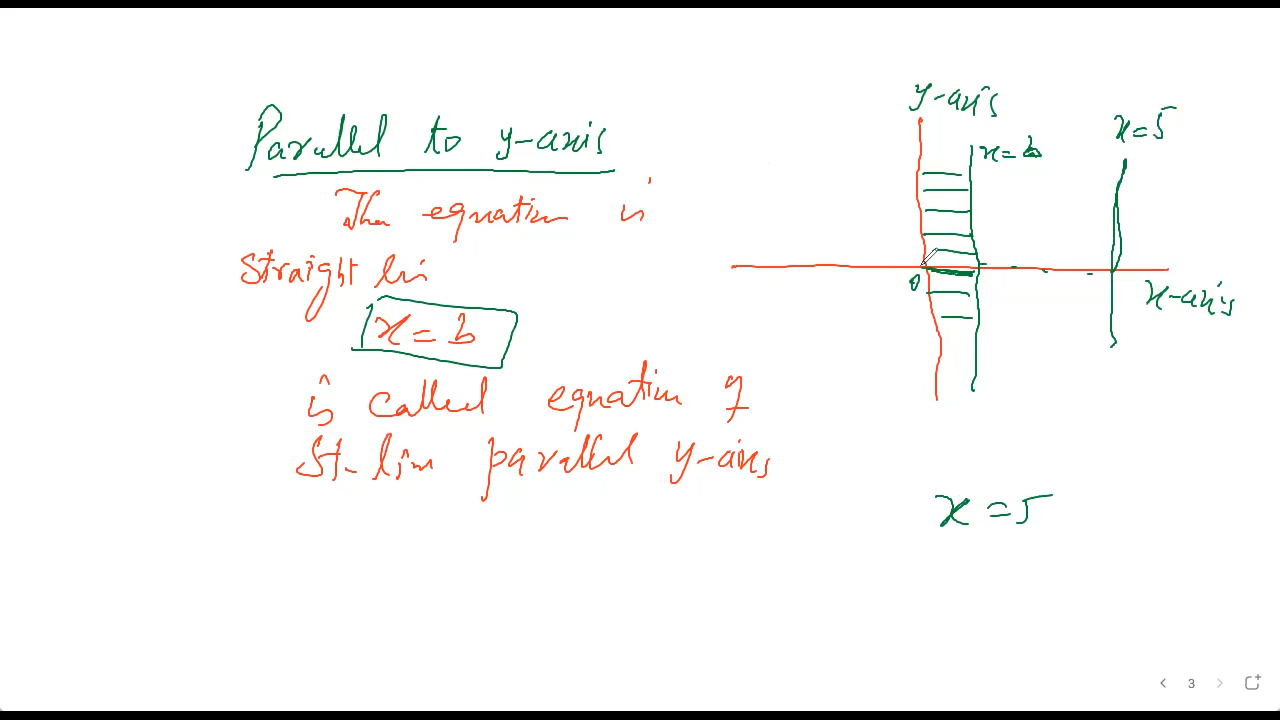 Parallel to y-axis
The equation is
straight lin
x = b
is called equation of
St-line parallel y-axis
y-axis
x = b
x = 5
0
x-axis
x = 5
3